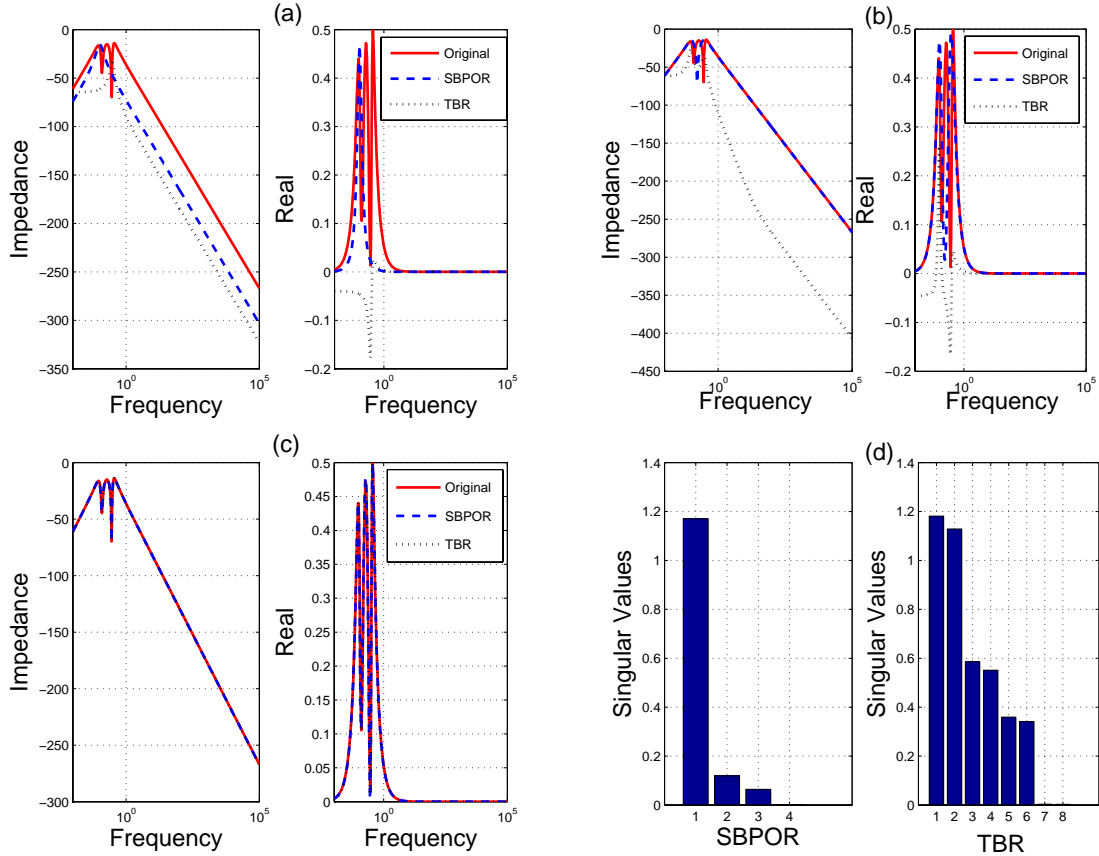 (a)
Impedance
0
−50
−100
−150
−200
−250
−300
−350
10^0
10^5
Frequency
Real
0.5
0.4
0.3
0.2
0.1
0
−0.1
−0.2
10^0
10^5
Frequency
Original
SBPOR
TBR
(b)
Impedance
0
−50
−100
−150
−200
−250
−300
−350
−400
−450
10^0
10^5
Frequency
Real
0.5
0.4
0.3
0.2
0.1
0
−0.1
−0.2
10^0
10^5
Frequency
Original
SBPOR
TBR
(c)
Impedance
0
−50
−100
−150
−200
−250
−300
10^0
10^5
Frequency
Real
0.5
0.45
0.4
0.35
0.3
0.25
0.2
0.15
0.1
0.05
0
10^0
10^5
Frequency
Original
SBPOR
TBR
(d)
Singular Values
1.4
1.2
1
0.8
0.6
0.4
0.2
0
1 2 3 4
SBPOR
Singular Values
1.4
1.2
1
0.8
0.6
0.4
0.2
0
1 2 3 4 5 6 7 8
TBR